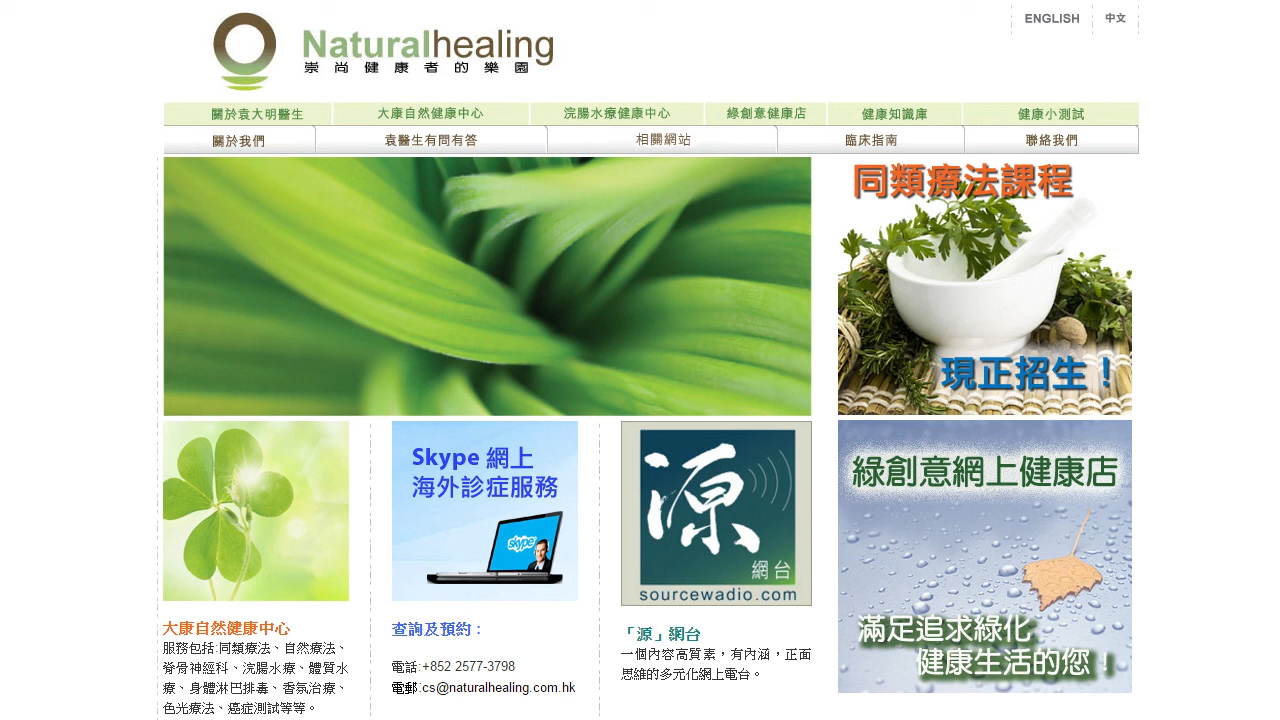 ENGLISH 中文
Naturalhealing
崇尚健康者的樂園
關於袁大明醫生 大康自然健康中心 浣腸水療健康中心 綠創意健康店 健康知識庫 健康小測試
關於我們 袁醫生有問有答 相關網站 臨床指南 聯絡我們
同類療法課程
現正招生！
Skype 網上
海外診症服務
skype
源
網台
sourcewadio.com
綠創意網上健康店
滿足追求綠化
健康生活的您！
大康自然健康中心
服務包括:同類療法、自然療法、
脊骨神經科、浣腸水療、體質水
療、身體淋巴排毒、香氛治療、
色光療法、癌症測試等等。
查詢及預約：
電話:+852 2577-3798
電郵:cs@naturalhealing.com.hk
「源」網台
一個內容高質素，有內涵，正面
思維的多元化網上電台。